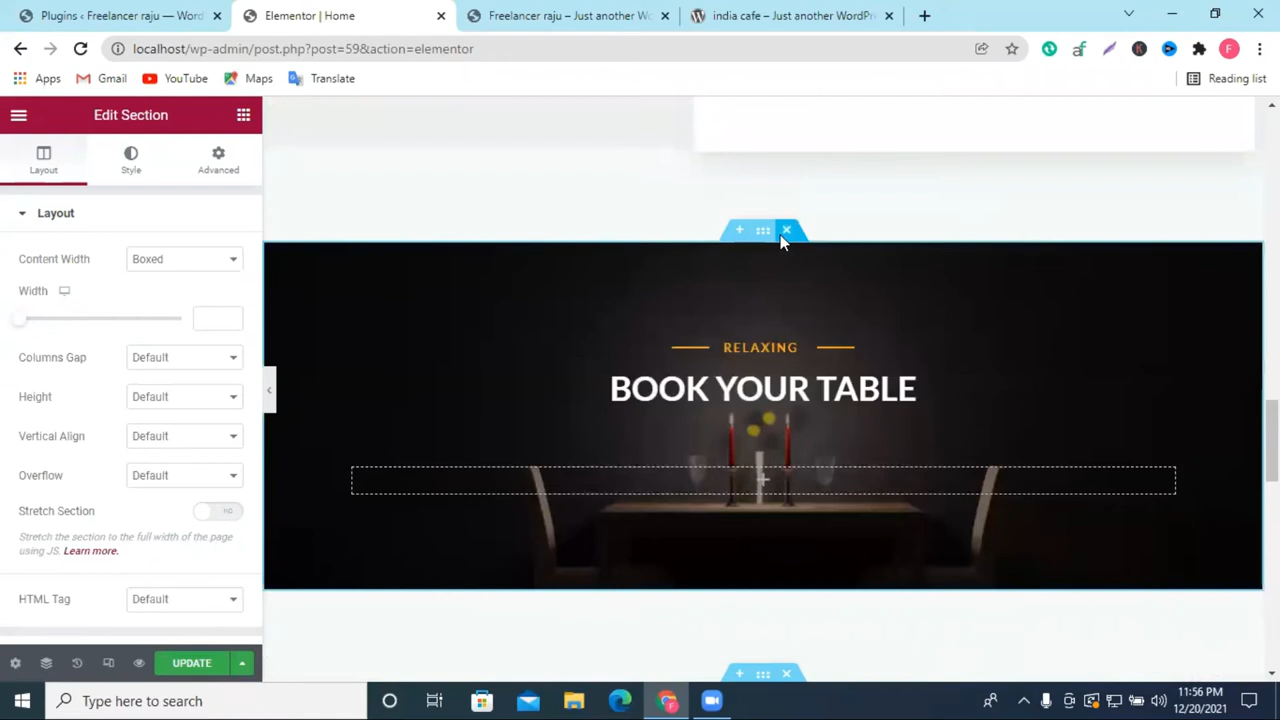 Plugins ‹ Freelancer raju — Word
Elementor | Home
Freelancer raju – Just another Wo
india cafe – Just another WordPre
localhost/wp-admin/post.php?post=59&action=elementor
Apps
Gmail
YouTube
Maps
Translate
Reading list
Edit Section
Layout
Style
Advanced
Layout
Content Width
Boxed
Width
Columns Gap
Default
Height
Default
Vertical Align
Default
Overflow
Default
Stretch Section
NO
Stretch the section to the full width of the page
using JS. Learn more.
HTML Tag
Default
UPDATE
RELAXING
BOOK YOUR TABLE
Type here to search
11:56 PM
12/20/2021